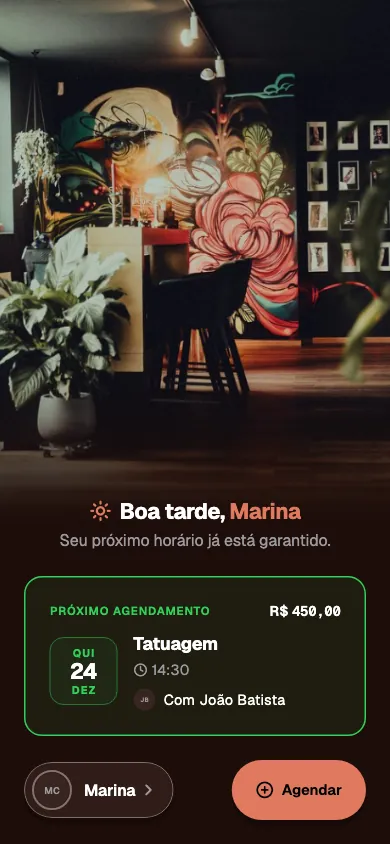 Boa tarde, Marina
Seu próximo horário já está garantido.
PRÓXIMO AGENDAMENTO R$ 450,00
QUI
24
DEZ
Tatuagem
14:30
JB Com João Batista
MC Marina
Agendar